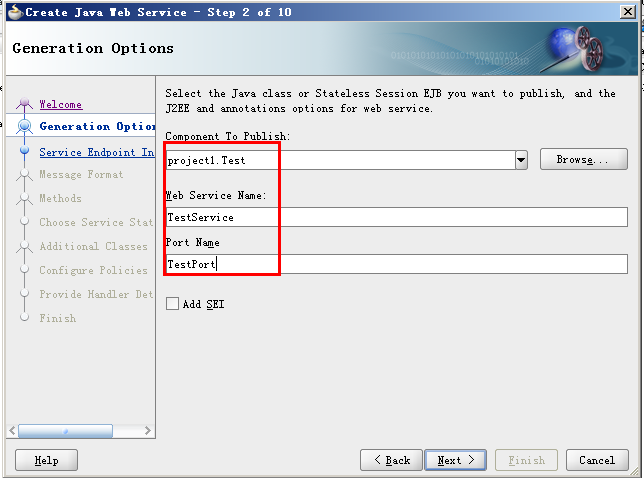 Create Java Web Service - Step 2 of 10
Generation Options
Select the Java class or Stateless Session EJB you want to publish, and the
J2EE and annotations options for web service.
Welcome
Generation Option
Service Endpoint In
Message Format
Methods
Choose Service Stat
Additional Classes
Configure Policies
Provide Handler Det
Finish
Component To Publish:
project1.Test
Browse...
Web Service Name:
TestService
Port Name
TestPort
Add SEI
Help
< Back
Next >
Finish
Cancel